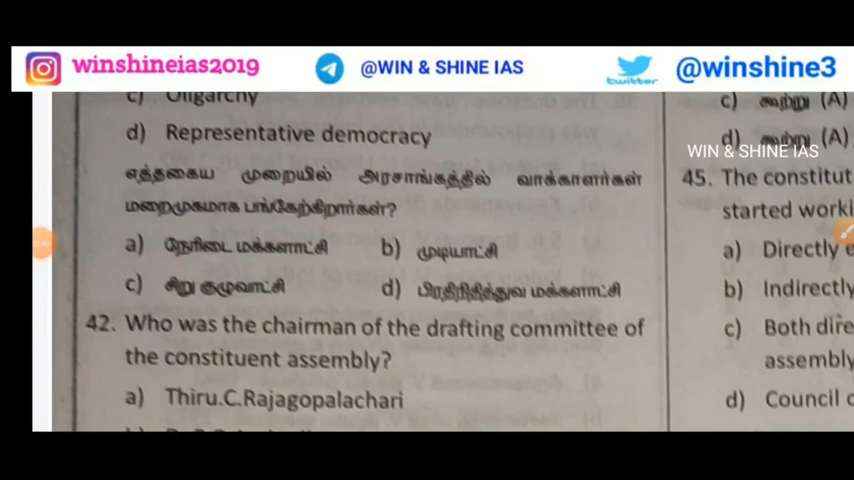 winshineias2019 @WIN & SHINE IAS twitter @winshine3
c) Oligarchy
d) Representative democracy
எத்தகைய முறையில் அரசாங்கத்தில் வாக்காளர்கள்
மறைமுகமாக பங்கேற்கிறார்கள்?
a) நேரிடை மக்களாட்சி b) முடியாட்சி
c) சிறு குழுவாட்சி d) பிரதிநிதித்துவ மக்களாட்சி
42. Who was the chairman of the drafting committee of
the constituent assembly?
a) Thiru.C.Rajagopalachari
c) கூற்று (A)
d) கூற்று (A)
WIN & SHINE IAS
45. The constitut
started worki
a) Directly e
b) Indirectly
c) Both dire
assembly
d) Council o